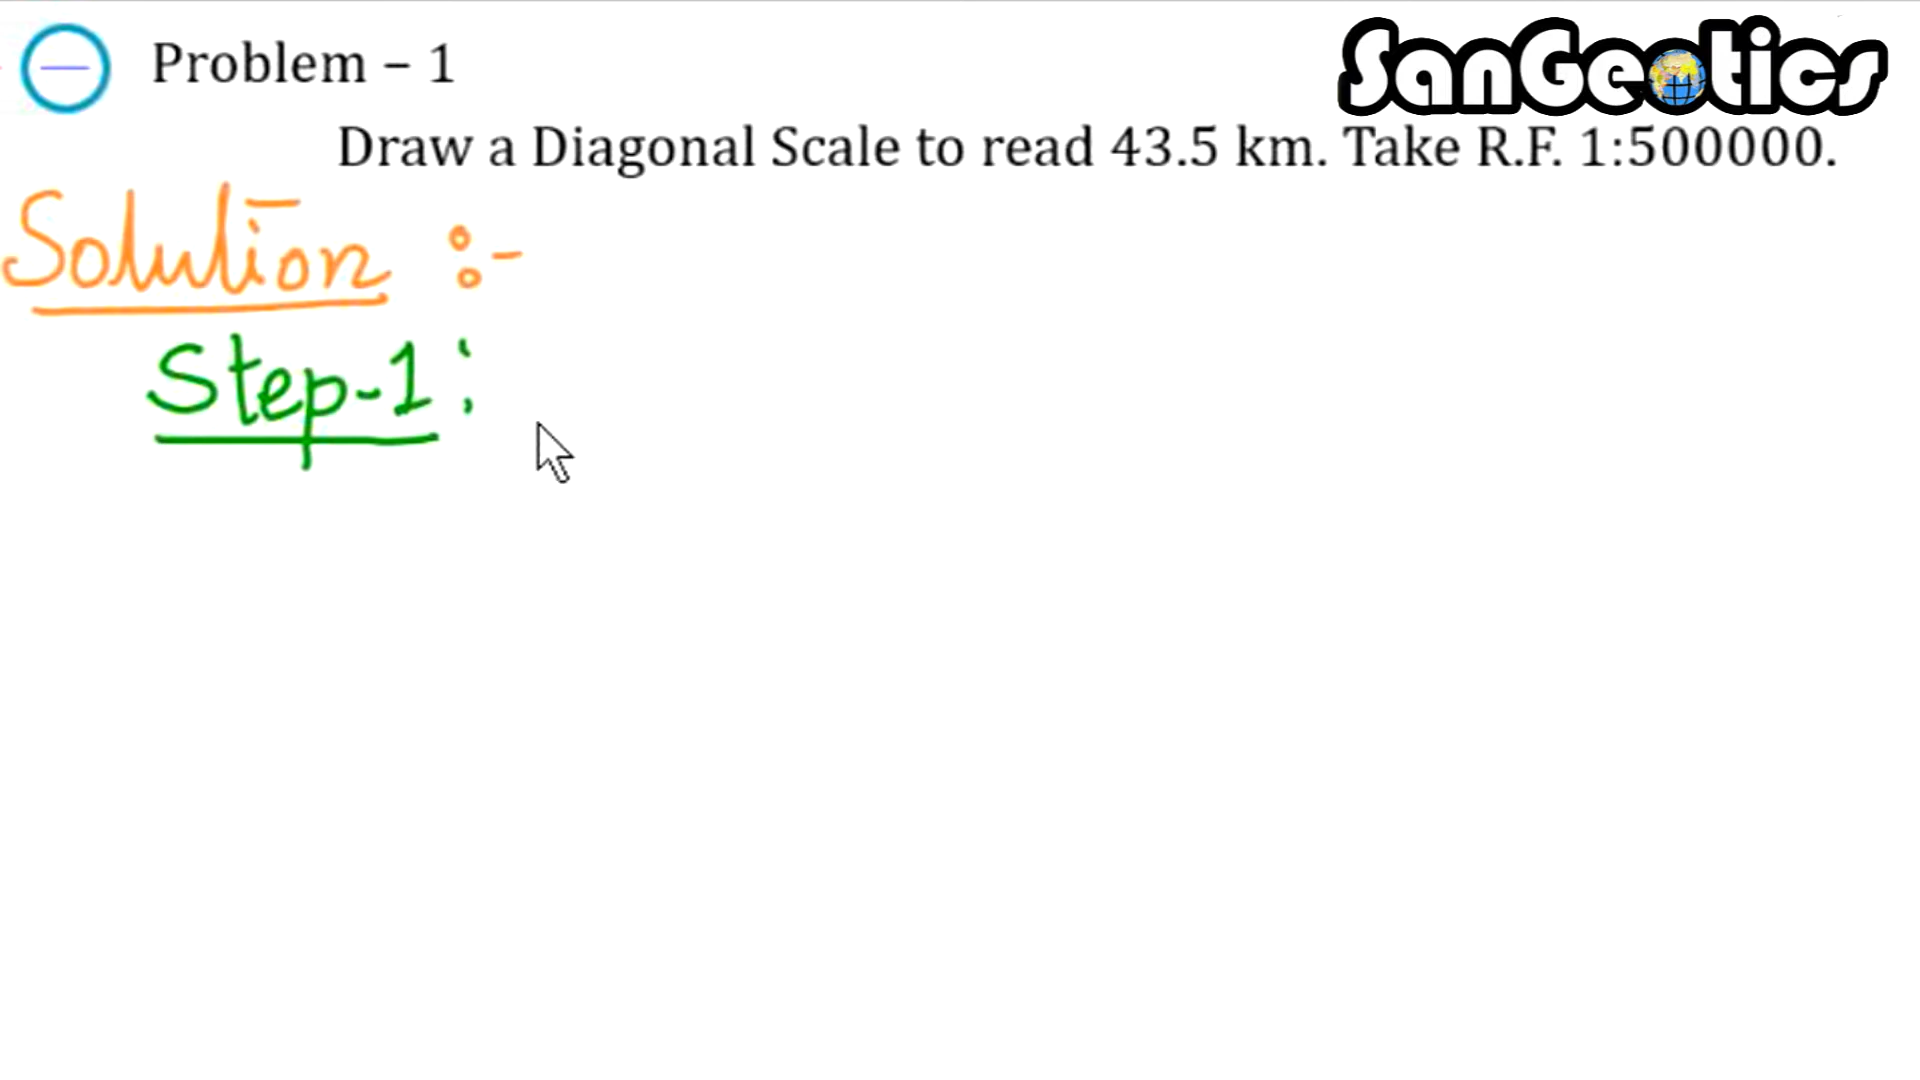 SanGeotics
Problem – 1
Draw a Diagonal Scale to read 43.5 km. Take R.F. 1:500000.
Solution :-
Step-1: